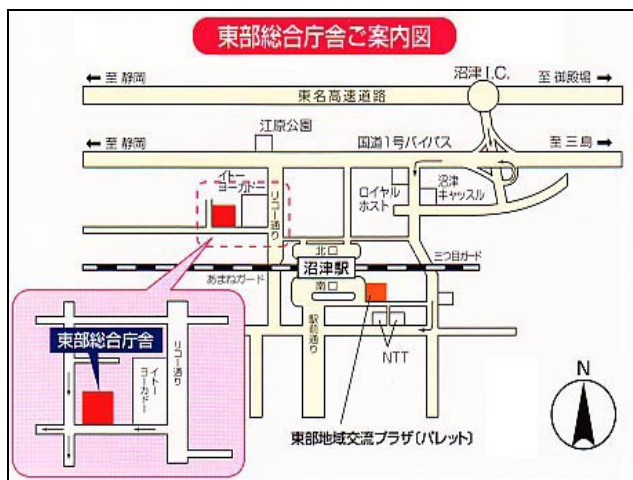 東部総合庁舎ご案内図
沼津I.C.
← 至 静岡
至 御殿場 →
東名高速道路
江原公園
← 至 静岡
国道1号バイパス
至 三島 →
イトー
ヨーカドー
リコー通り
ロイヤル
ホスト
沼津
キャッスル
北口
三つ目ガード
沼津駅
あまねガード
南口
駅前通り
NTT
東部総合庁舎
リコー通り
イトー
ヨーカドー
N
東部地域交流プラザ(パレット)